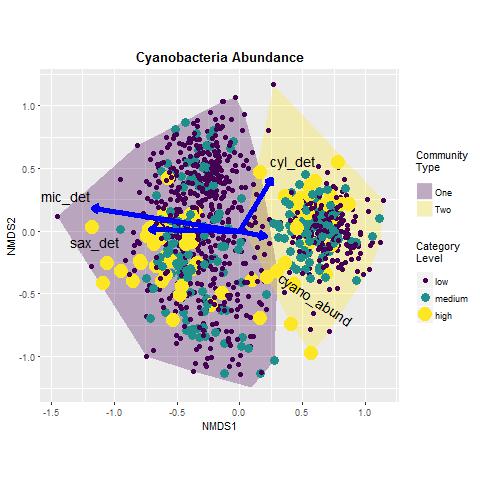 Cyanobacteria Abundance
1.0
0.5
0.0
-0.5
-1.0
NMDS2
cyl_det
mic_det
sax_det
cyano_abund
-1.5 -1.0 -0.5 0.0 0.5 1.0
NMDS1
Community
Type
One
Two
Category
Level
low
medium
high